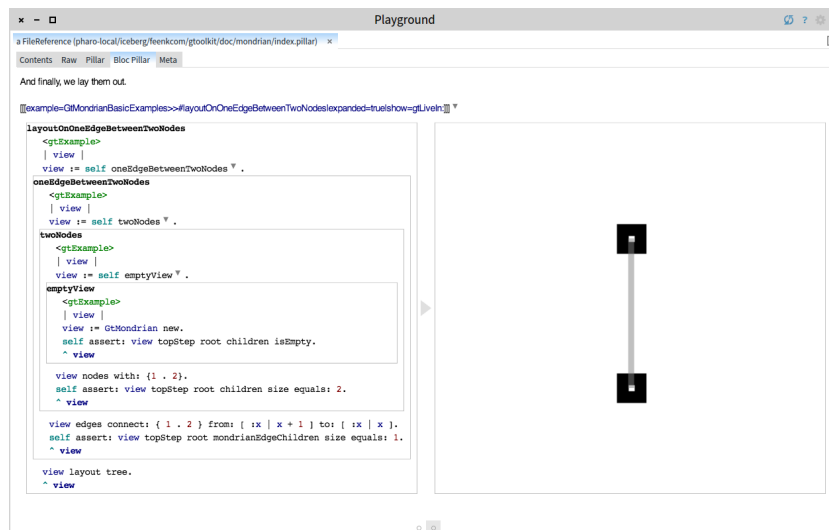 Playground
?
a FileReference (pharo-local/iceberg/feenkcom/gtoolkit/doc/mondrian/index.pillar) ×
Contents Raw Pillar Bloc Pillar Meta
And finally, we lay them out.
[[[example=GtMondrianBasicExamples>>#layoutOnOneEdgeBetweenTwoNodes|expanded=true|show=gtLiveIn:]]]
layoutOnOneEdgeBetweenTwoNodes
<gtExample>
| view |
view := self oneEdgeBetweenTwoNodes .
oneEdgeBetweenTwoNodes
<gtExample>
| view |
view := self twoNodes .
twoNodes
<gtExample>
| view |
view := self emptyView .
emptyView
<gtExample>
| view |
view := GtMondrian new.
self assert: view topStep root children isEmpty.
^ view
view nodes with: {1 . 2}.
self assert: view topStep root children size equals: 2.
^ view
view edges connect: { 1 . 2 } from: [ :x | x + 1 ] to: [ :x | x ].
self assert: view topStep root mondrianEdgeChildren size equals: 1.
^ view
view layout tree.
^ view